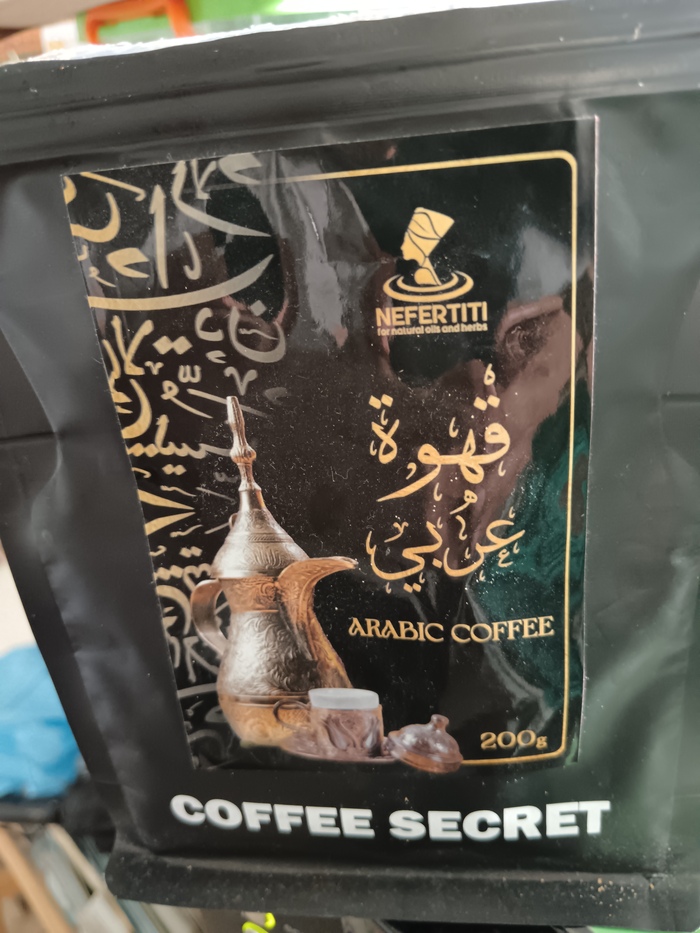 NEFERTITI
for natural oils and herbs
قهوة
عربي
ARABIC COFFEE
200g
COFFEE SECRET